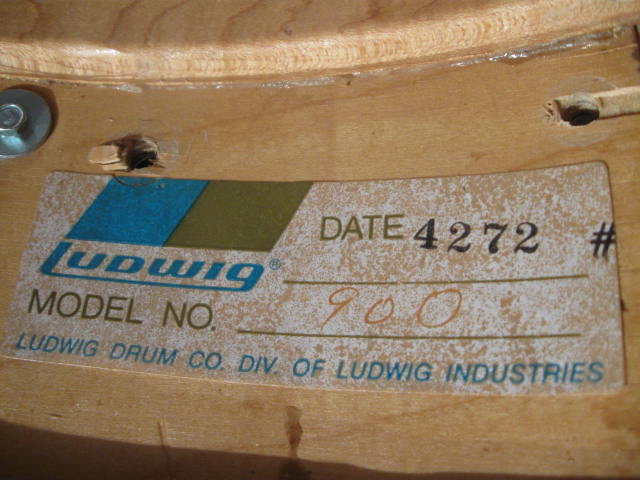 LUDWIG®
DATE 4272 #
MODEL NO. 900
LUDWIG DRUM CO. DIV. OF LUDWIG INDUSTRIES